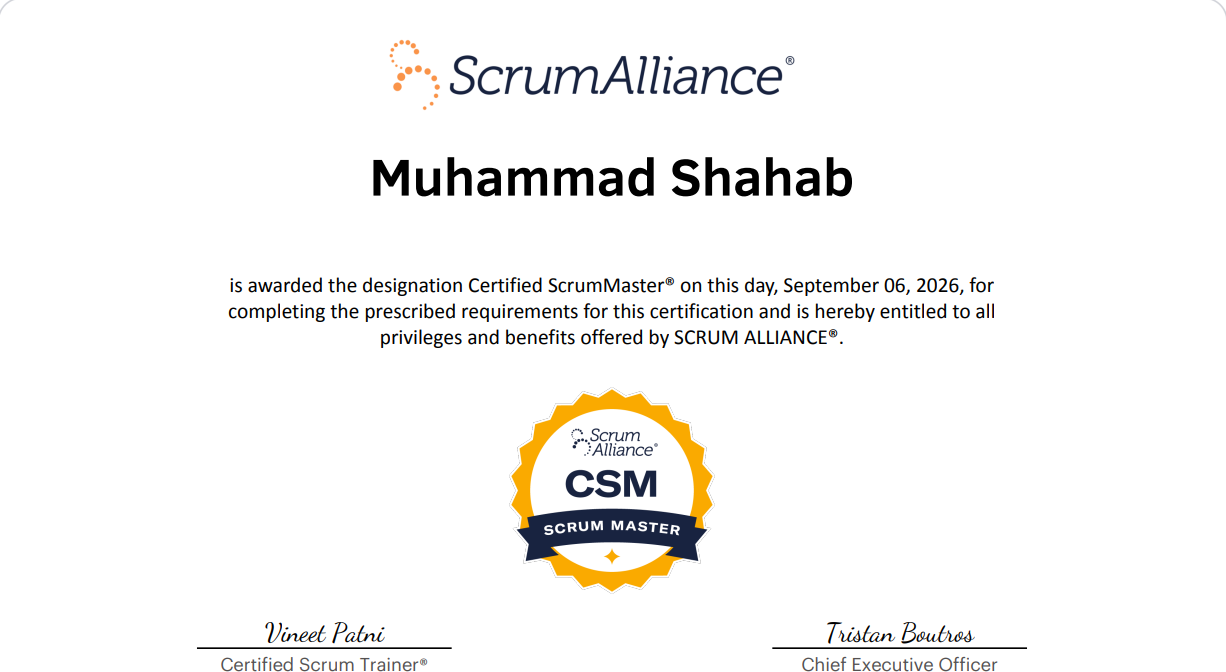 ScrumAlliance®
Muhammad Shahab
is awarded the designation Certified ScrumMaster® on this day, September 06, 2026, for
completing the prescribed requirements for this certification and is hereby entitled to all
privileges and benefits offered by SCRUM ALLIANCE®.
Scrum
Alliance®
CSM
SCRUM MASTER
Vineet Patni
Tristan Boutros
Certified Scrum Trainer®
Chief Executive Officer